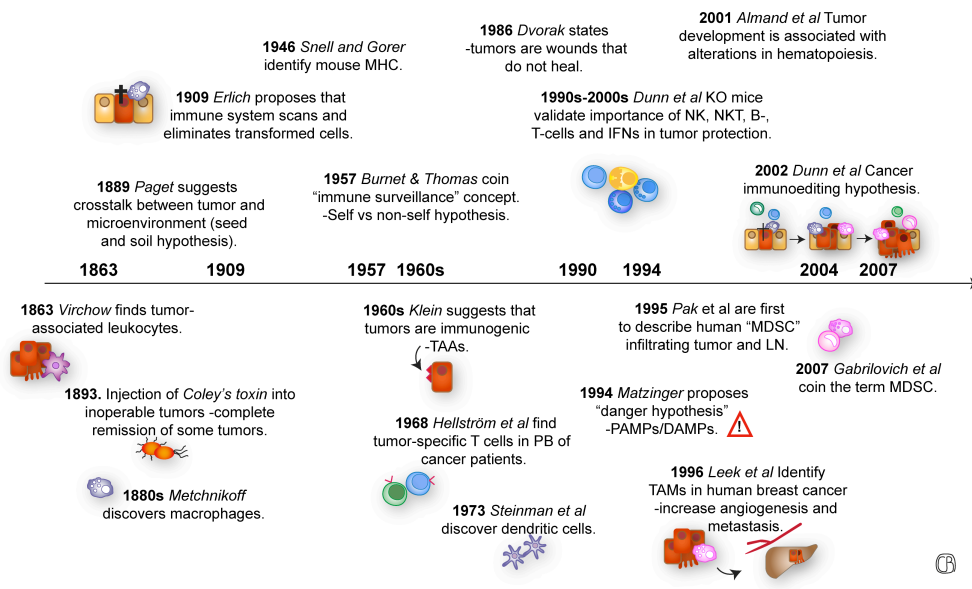 2001 Almand et al Tumor
development is associated with
alterations in hematopoiesis.
1986 Dvorak states
-tumors are wounds that
do not heal.
1946 Snell and Gorer
identify mouse MHC.
1909 Erlich proposes that
immune system scans and
eliminates transformed cells.
1990s-2000s Dunn et al KO mice
validate importance of NK, NKT, B-,
T-cells and IFNs in tumor protection.
1889 Paget suggests
crosstalk between tumor and
microenvironment (seed
and soil hypothesis).
1957 Burnet & Thomas coin
“immune surveillance” concept.
-Self vs non-self hypothesis.
2002 Dunn et al Cancer
immunoediting hypothesis.
1863 1909 1957 1960s 1990 1994 2004 2007
1863 Virchow finds tumor-
associated leukocytes.
1893. Injection of Coley’s toxin into
inoperable tumors -complete
remission of some tumors.
1880s Metchnikoff
discovers macrophages.
1960s Klein suggests that
tumors are immunogenic
-TAAs.
1968 Hellström et al find
tumor-specific T cells in PB of
cancer patients.
1973 Steinman et al
discover dendritic cells.
1995 Pak et al are first
to describe human “MDSC”
infiltrating tumor and LN.
2007 Gabrilovich et al
coin the term MDSC.
1994 Matzinger proposes
“danger hypothesis”
-PAMPs/DAMPs.
!
1996 Leek et al Identify
TAMs in human breast cancer
-increase angiogenesis and
metastasis.
CB